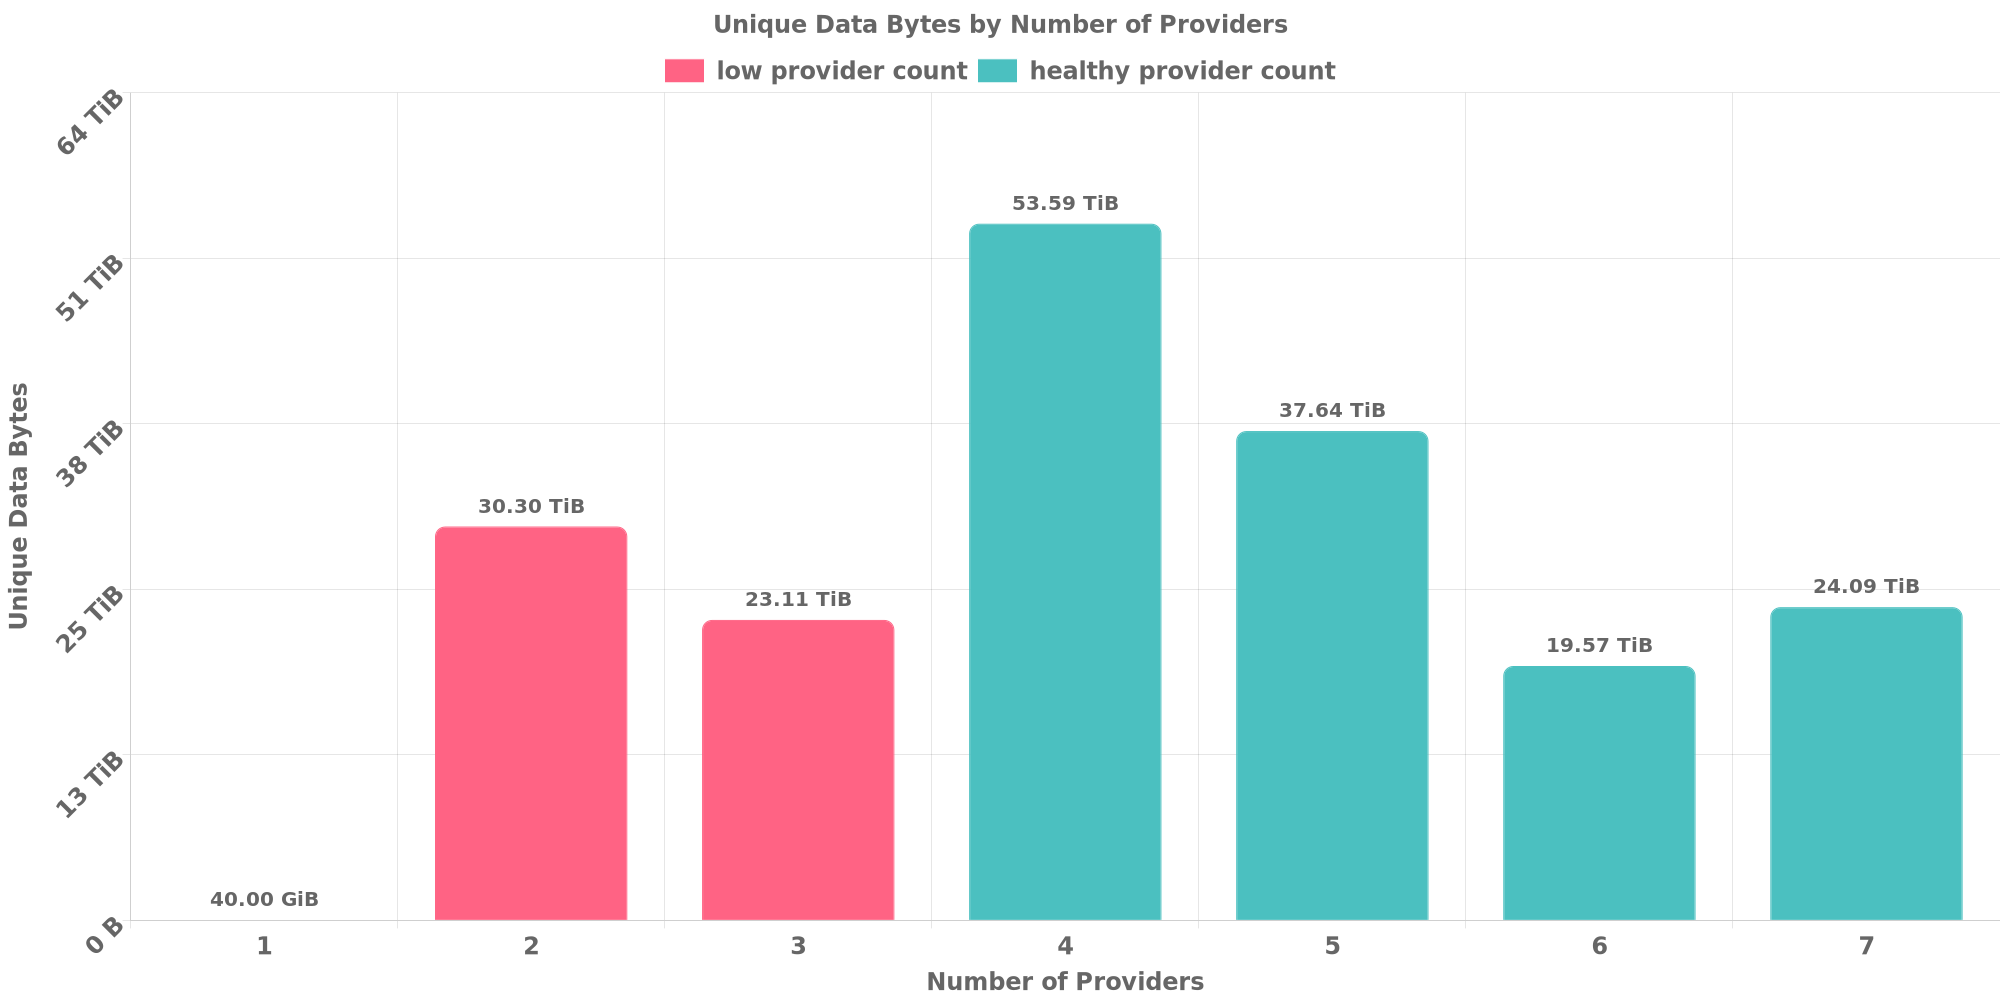 Unique Data Bytes by Number of Providers
low provider count healthy provider count
64 TiB
51 TiB
38 TiB
25 TiB
13 TiB
0 B
Unique Data Bytes
40.00 GiB
30.30 TiB
23.11 TiB
53.59 TiB
37.64 TiB
19.57 TiB
24.09 TiB
1 2 3 4 5 6 7
Number of Providers